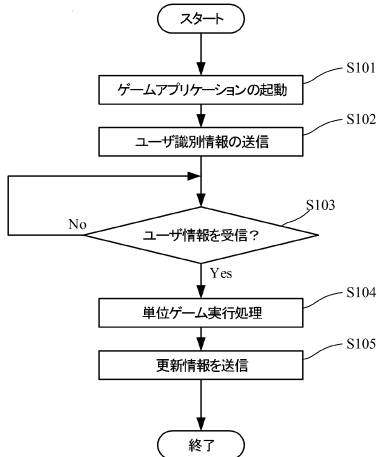 スタート
S101
ゲームアプリケーションの起動
S102
ユーザ識別情報の送信
S103
No
ユーザ情報を受信？
Yes
S104
単位ゲーム実行処理
S105
更新情報を送信
終了